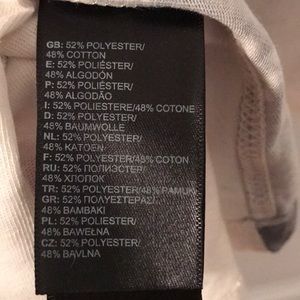 GB: 52% POLYESTER/
48% COTTON
E: 52% POLIÉSTER/
48% ALGODÓN
P: 52% POLIÉSTER/
48% ALGODÃO
I: 52% POLIESTERE/48% COTONE
D: 52% POLYESTER/
48% BAUMWOLLE
NL: 52% POLYESTER/
48% KATOEN
F: 52% POLYESTER/48% COTON
RU: 52% ПОЛИЭСТЕР/
48% ХЛОПОК
TR: 52% POLYESTER/48% PAMUK
GR: 52% ΠΟΛΥΕΣΤΕΡΑΣ/
48% ΒΑΜΒΑΚΙ
PL: 52% POLIESTER/
48% BAWEŁNA
CZ: 52% POLYESTER/
48% BAVLNA